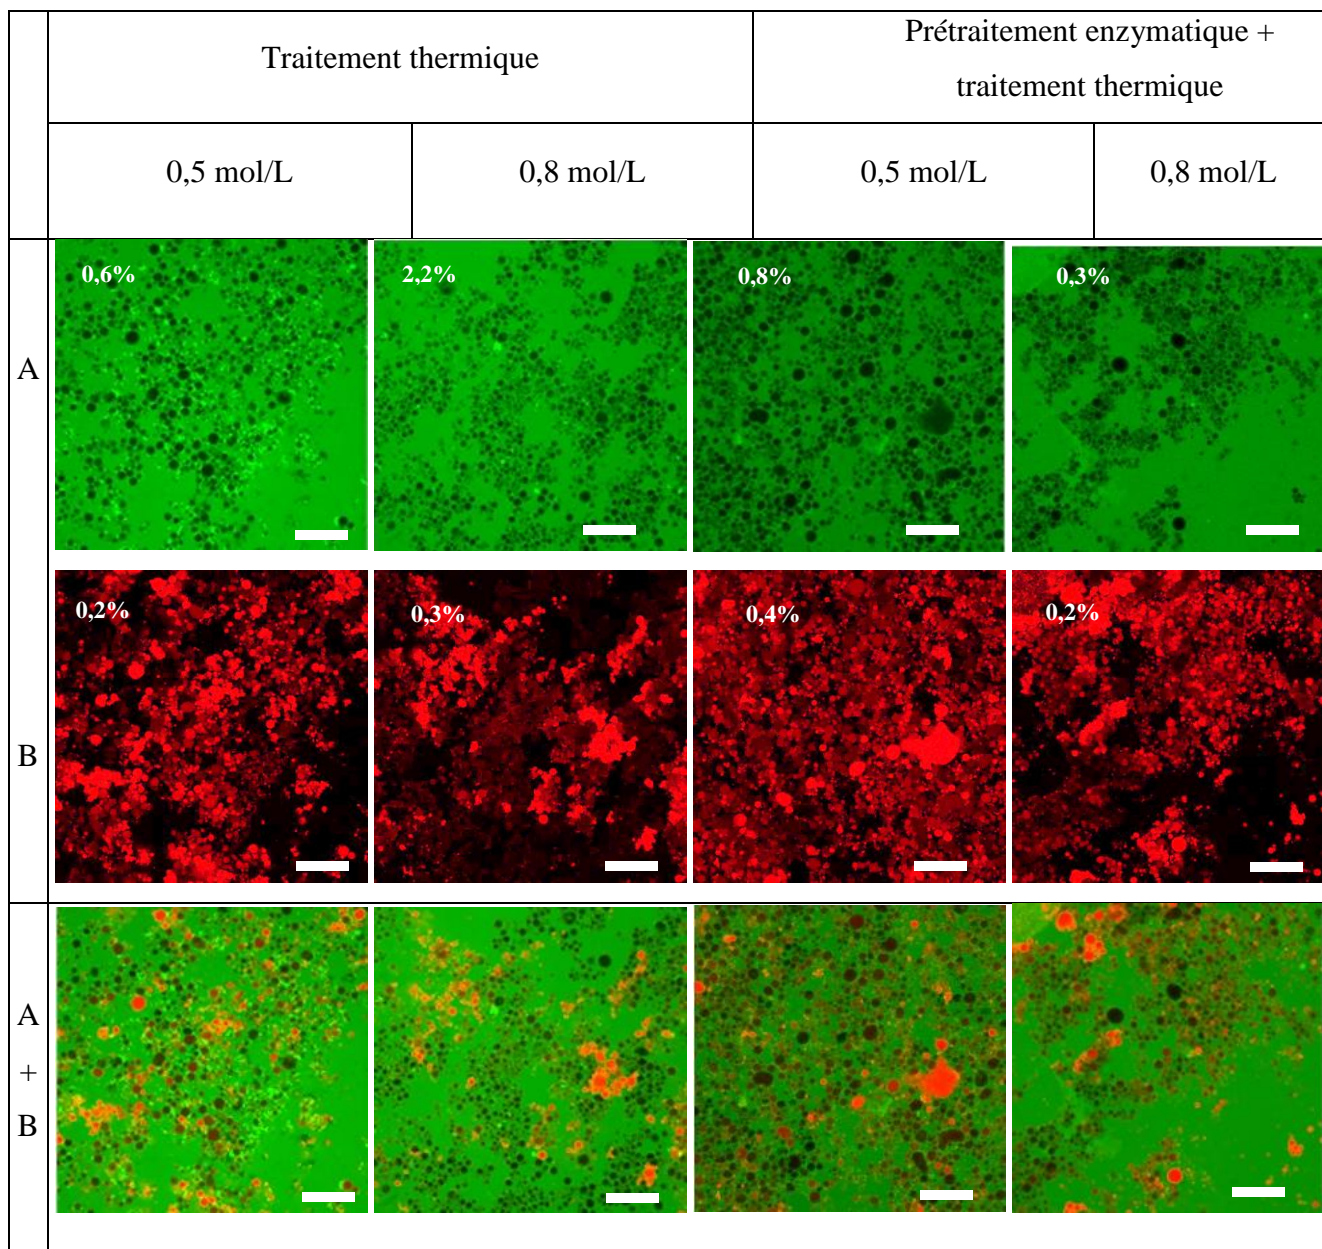 Traitement thermique
Prétraitement enzymatique +
traitement thermique
0,5 mol/L
0,8 mol/L
0,5 mol/L
0,8 mol/L
A
0,6%
2,2%
0,8%
0,3%
B
0,2%
0,3%
0,4%
0,2%
A
+
B